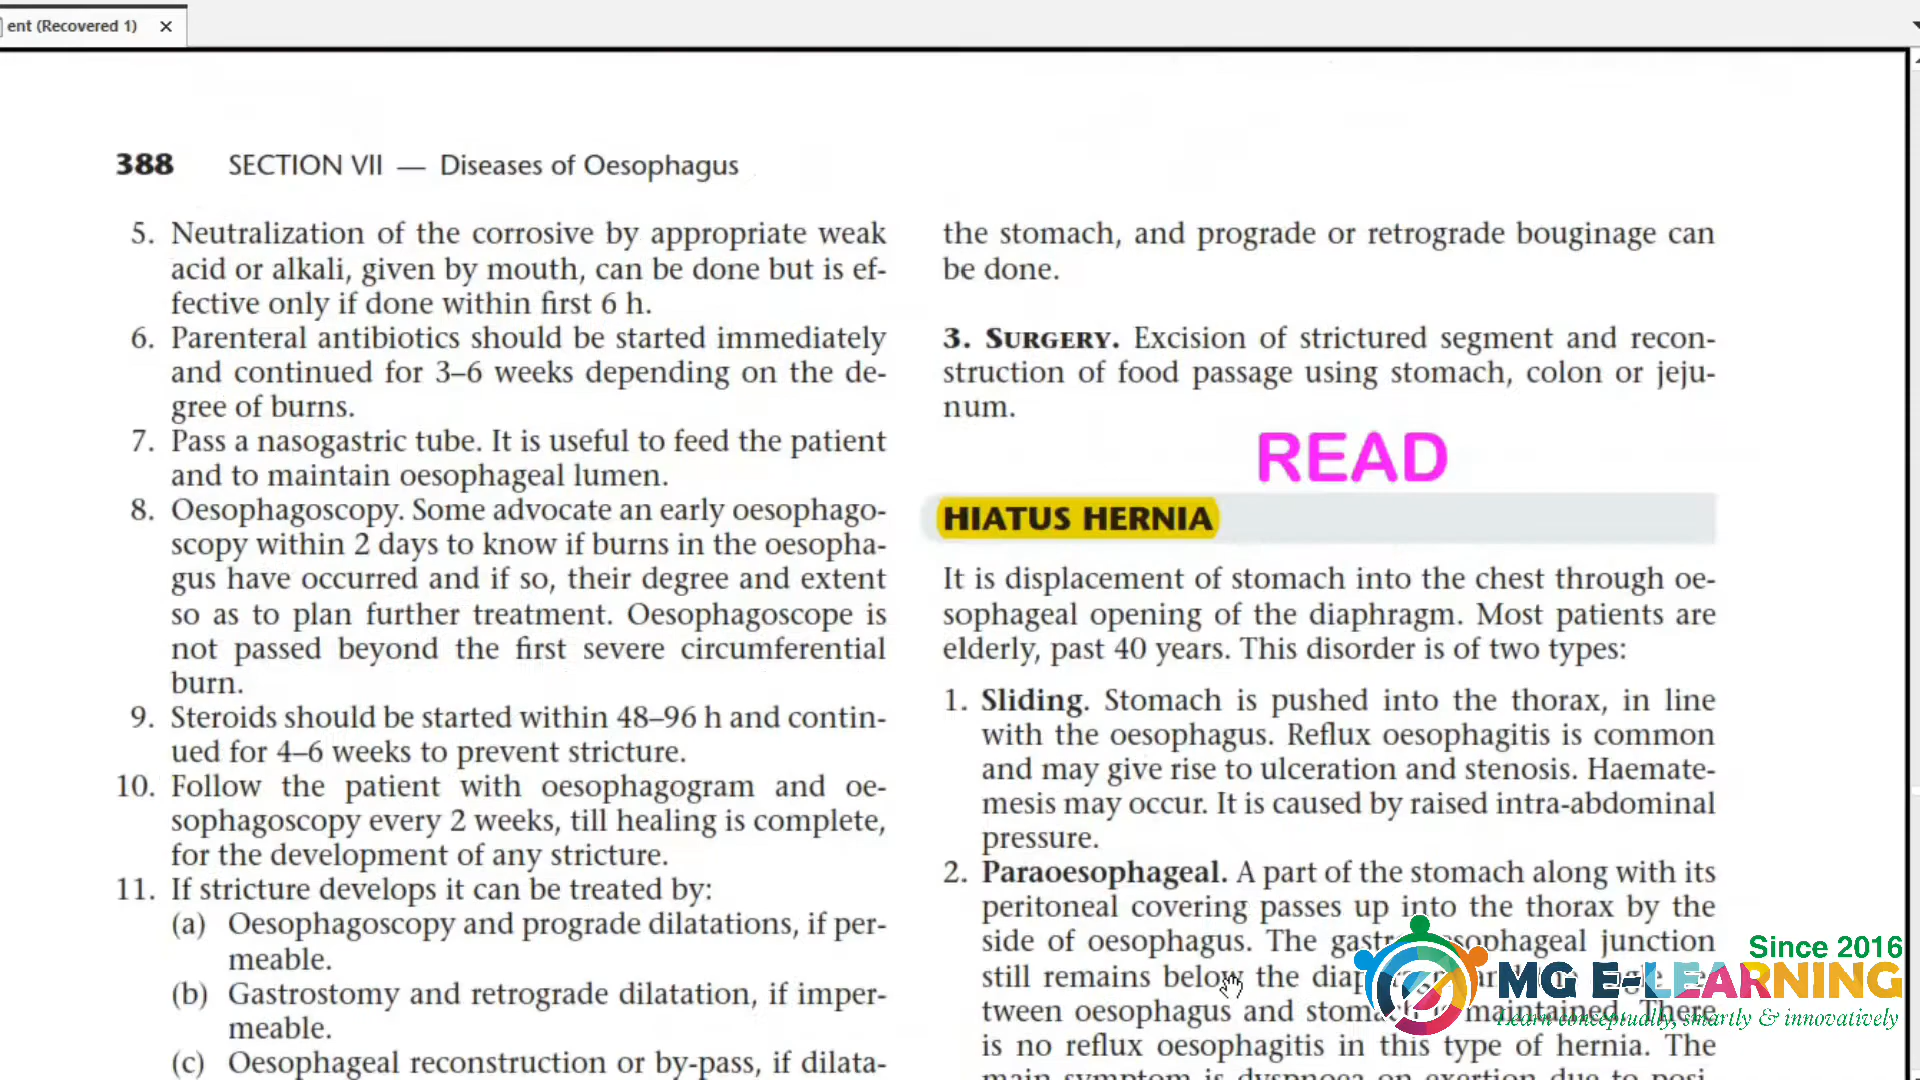 ent (Recovered 1)
388 SECTION VII — Diseases of Oesophagus
5. Neutralization of the corrosive by appropriate weak
acid or alkali, given by mouth, can be done but is ef-
fective only if done within first 6 h.
6. Parenteral antibiotics should be started immediately
and continued for 3–6 weeks depending on the de-
gree of burns.
7. Pass a nasogastric tube. It is useful to feed the patient
and to maintain oesophageal lumen.
8. Oesophagoscopy. Some advocate an early oesophago-
scopy within 2 days to know if burns in the oesopha-
gus have occurred and if so, their degree and extent
so as to plan further treatment. Oesophagoscope is
not passed beyond the first severe circumferential
burn.
9. Steroids should be started within 48–96 h and contin-
ued for 4–6 weeks to prevent stricture.
10. Follow the patient with oesophagogram and oe-
sophagoscopy every 2 weeks, till healing is complete,
for the development of any stricture.
11. If stricture develops it can be treated by:
(a) Oesophagoscopy and prograde dilatations, if per-
meable.
(b) Gastrostomy and retrograde dilatation, if imper-
meable.
(c) Oesophageal reconstruction or by-pass, if dilata-
the stomach, and prograde or retrograde bouginage can
be done.
3. SURGERY. Excision of strictured segment and recon-
struction of food passage using stomach, colon or jeju-
num.
READ
HIATUS HERNIA
It is displacement of stomach into the chest through oe-
sophageal opening of the diaphragm. Most patients are
elderly, past 40 years. This disorder is of two types:
1. Sliding. Stomach is pushed into the thorax, in line
with the oesophagus. Reflux oesophagitis is common
and may give rise to ulceration and stenosis. Haemate-
mesis may occur. It is caused by raised intra-abdominal
pressure.
2. Paraoesophageal. A part of the stomach along with its
peritoneal covering passes up into the thorax by the
side of oesophagus. The junction
still remains below the
tween oesophagus and maintained. There
is no reflux oesophagitis in this type of hernia. The
main symptom is dyspnoea on exertion due to posi-
Since 2016
MG E-LEARNING
Learn conceptually, smartly & innovatively